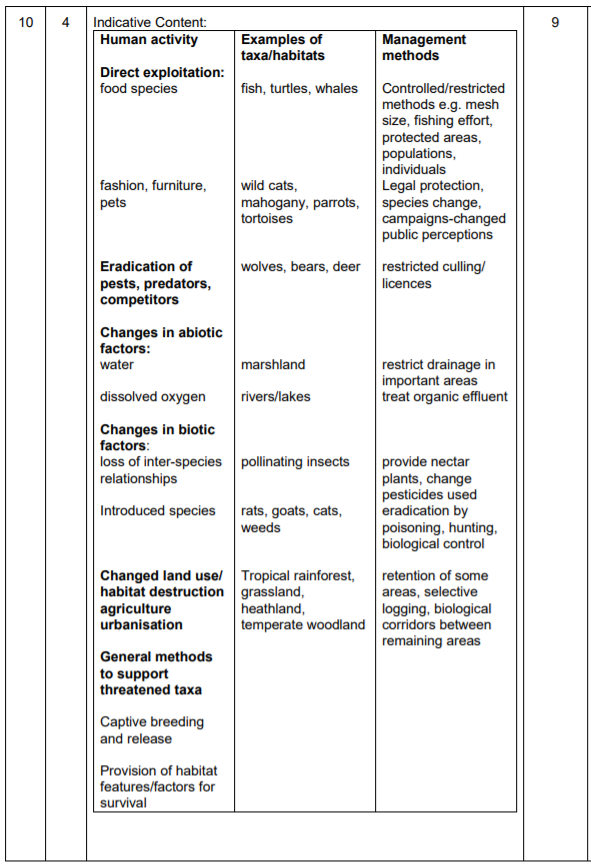 10 4 Indicative Content: 9
Human activity Examples of taxa/habitats Management methods
Direct exploitation:
food species fish, turtles, whales Controlled/restricted
methods e.g. mesh
size, fishing effort,
protected areas,
populations,
individuals
fashion, furniture, wild cats, Legal protection,
pets mahogany, parrots, species change,
tortoises campaigns-changed
public perceptions
Eradication of wolves, bears, deer restricted culling/
pests, predators, licences
competitors
Changes in abiotic
factors:
water marshland restrict drainage in
important areas
dissolved oxygen rivers/lakes treat organic effluent
Changes in biotic
factors:
loss of inter-species pollinating insects provide nectar
relationships plants, change
pesticides used
Introduced species rats, goats, cats, eradication by
weeds poisoning, hunting,
biological control
Changed land use/ Tropical rainforest, retention of some
habitat destruction grassland, areas, selective
agriculture heathland, logging, biological
urbanisation temperate woodland corridors between
remaining areas
General methods
to support
threatened taxa
Captive breeding
and release
Provision of habitat
features/factors for
survival